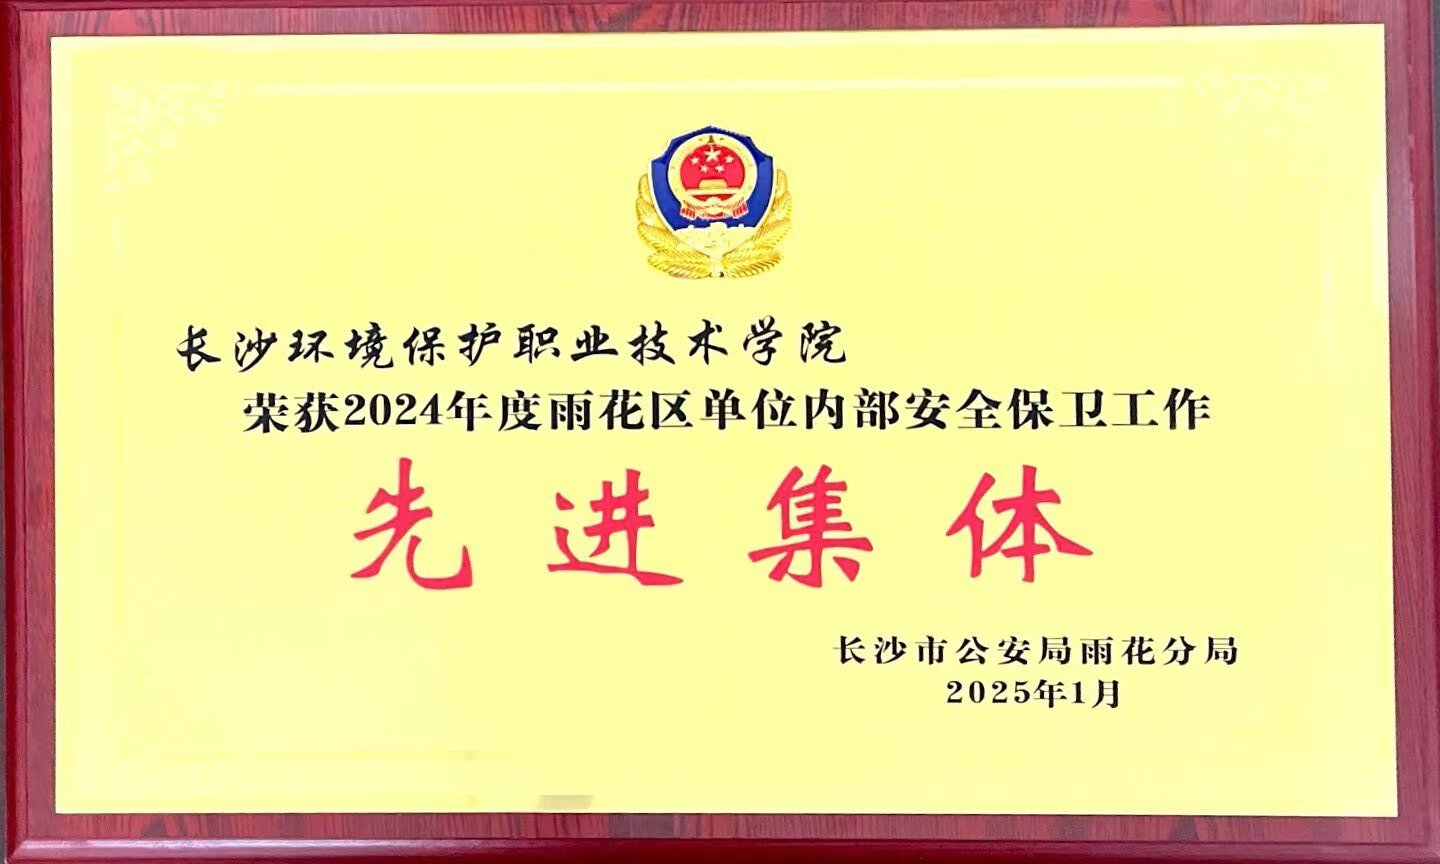 长沙环境保护职业技术学院
荣获2024年度雨花区单位内部安全保卫工作
先进集体
长沙市公安局雨花分局
2025年1月